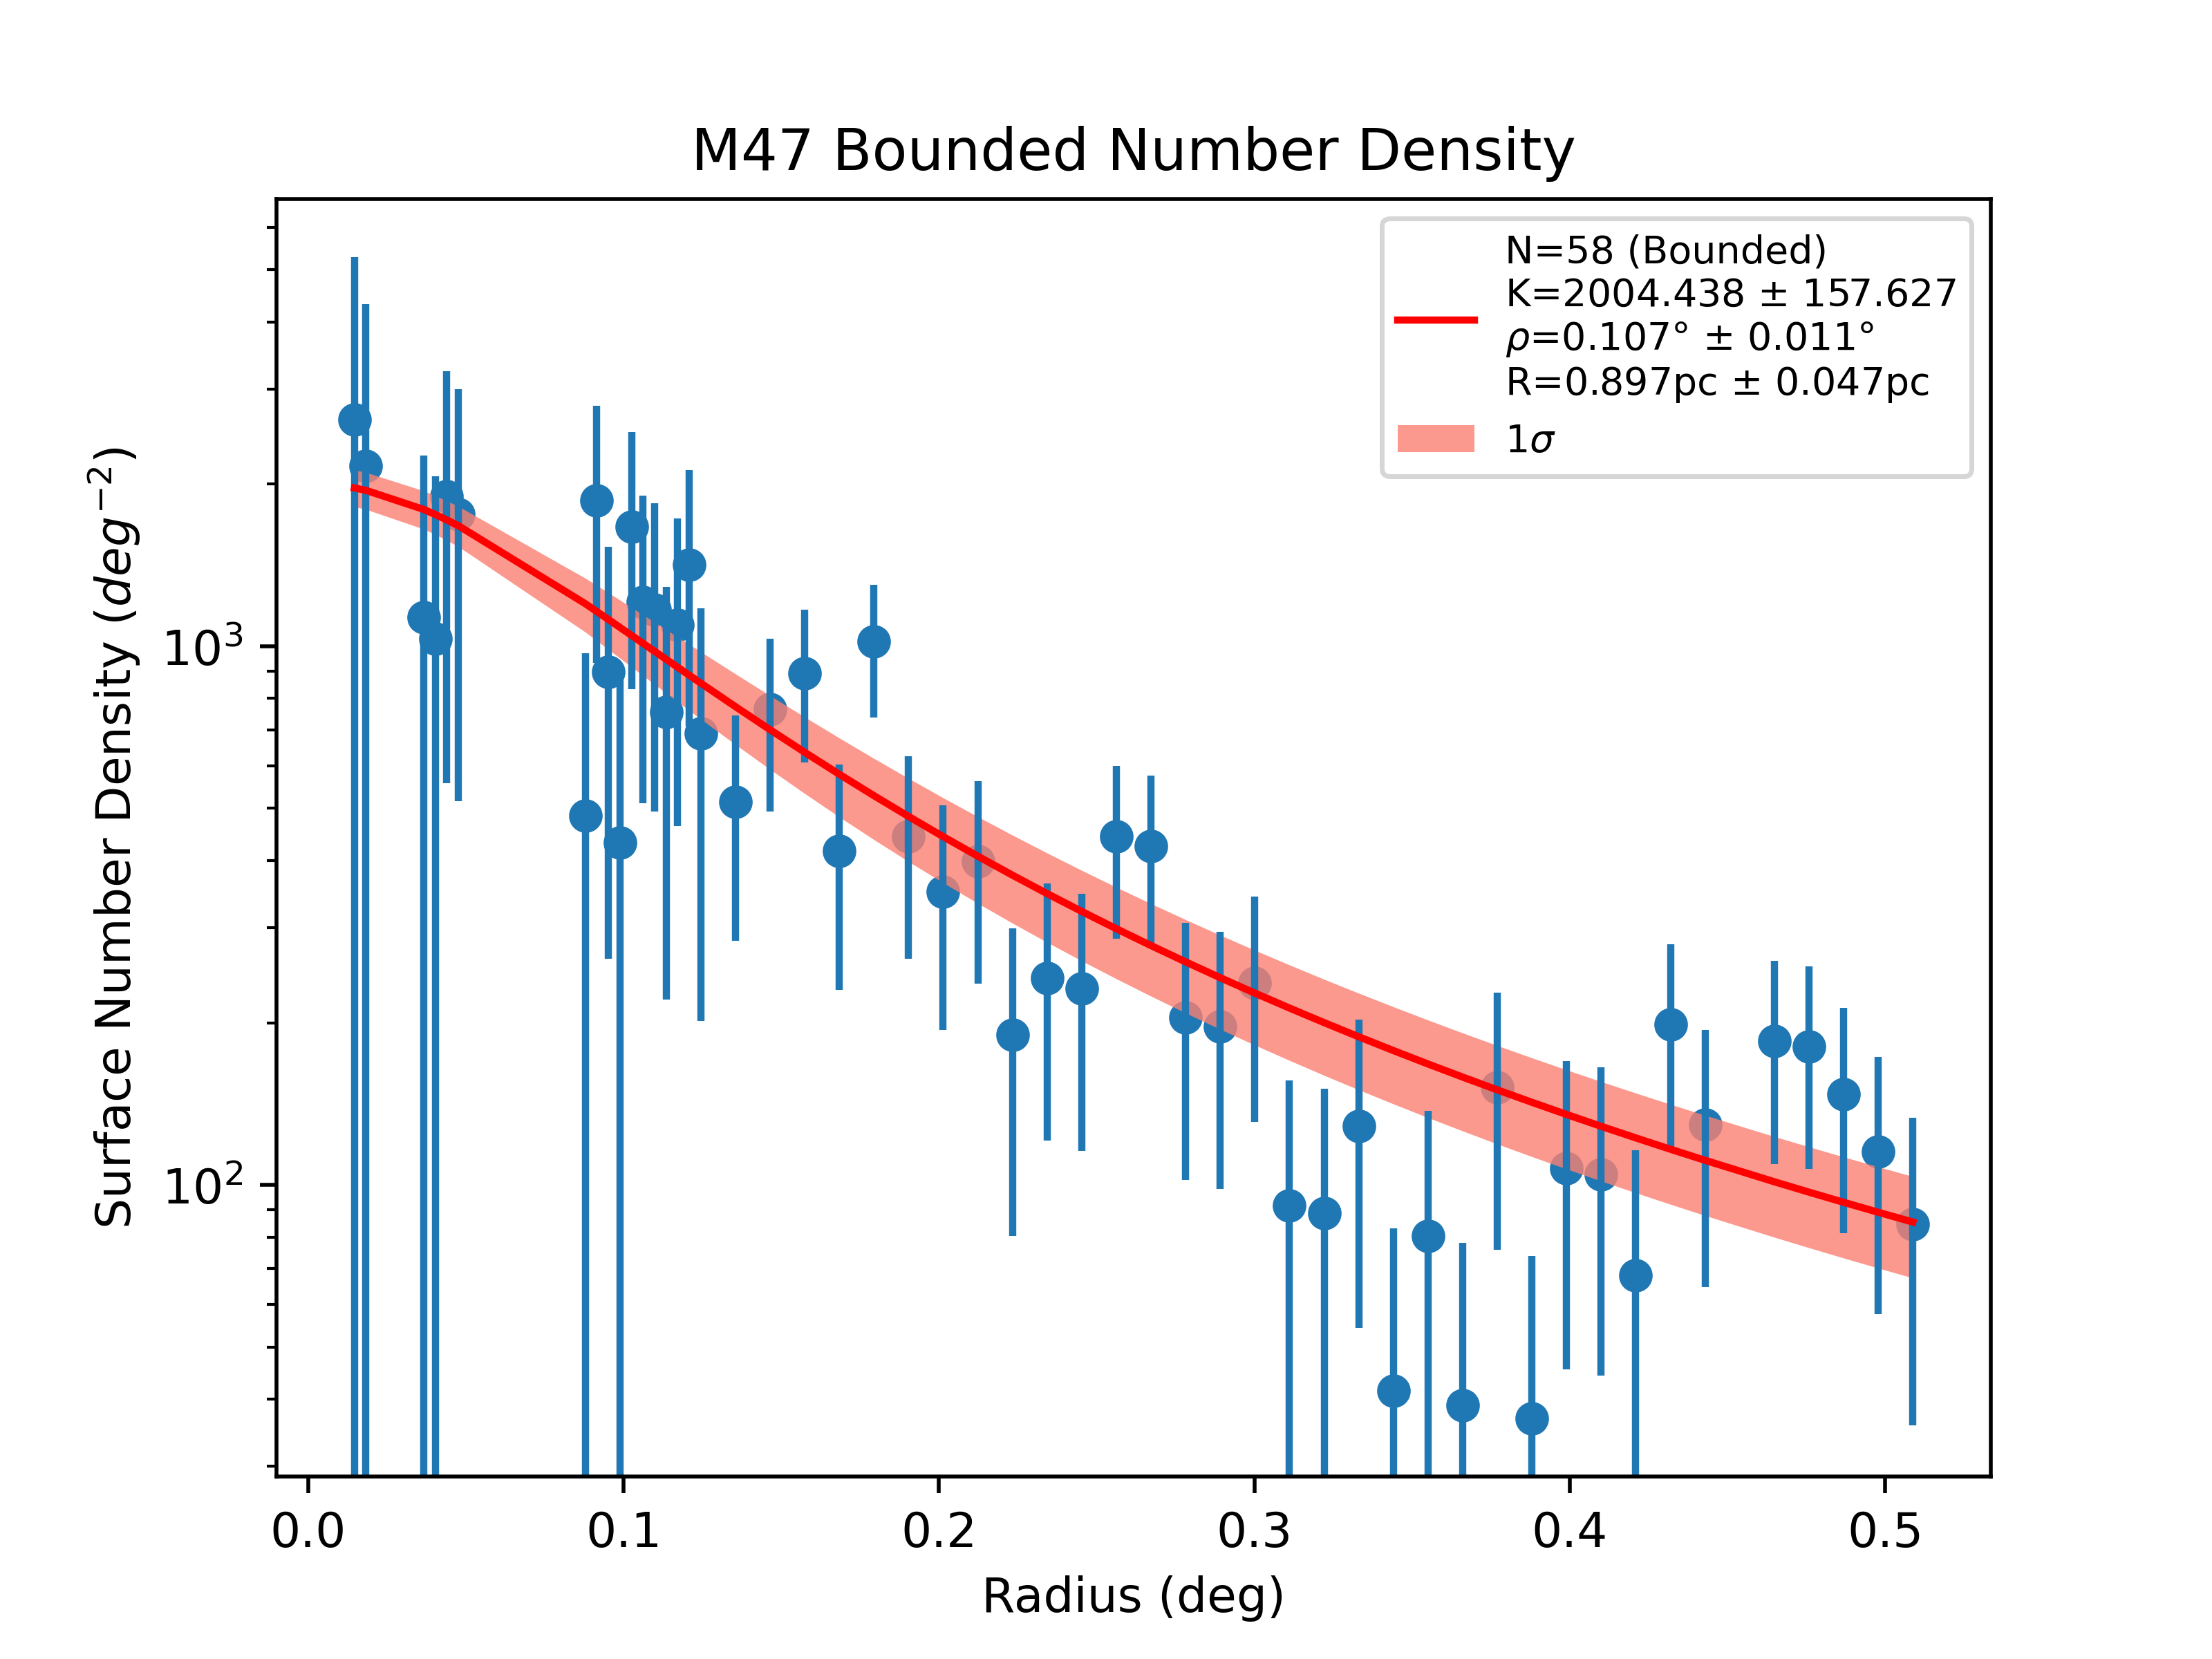 M47 Bounded Number Density
N=58 (Bounded)
K=2004.438 ± 157.627
ρ=0.107° ± 0.011°
R=0.897pc ± 0.047pc
1σ
Surface Number Density (deg⁻²)
10³
10²
0.0 0.1 0.2 0.3 0.4 0.5
Radius (deg)